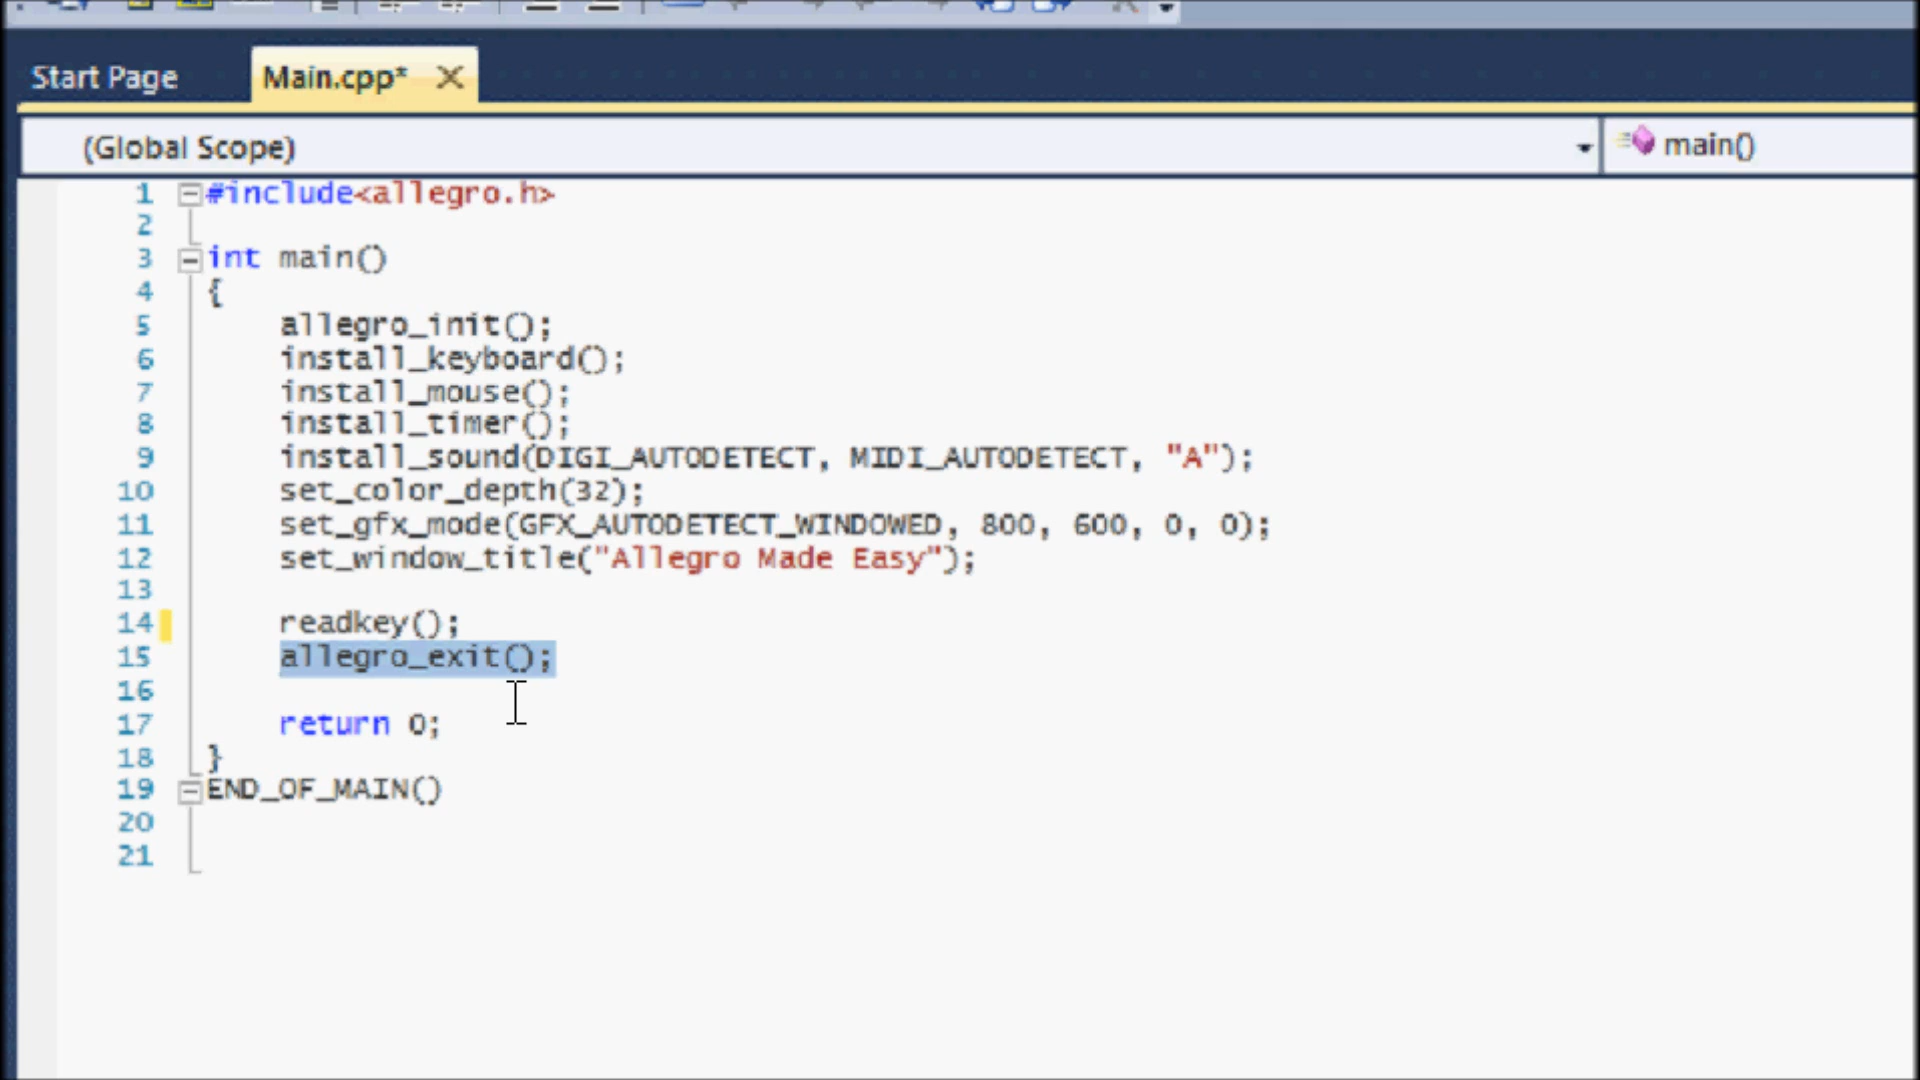 Start Page
Main.cpp*
(Global Scope)
main()
1 #include<allegro.h>
2
3 int main()
4 {
5 allegro_init();
6 install_keyboard();
7 install_mouse();
8 install_timer();
9 install_sound(DIGI_AUTODETECT, MIDI_AUTODETECT, "A");
10 set_color_depth(32);
11 set_gfx_mode(GFX_AUTODETECT_WINDOWED, 800, 600, 0, 0);
12 set_window_title("Allegro Made Easy");
13
14 readkey();
15 allegro_exit();
16
17 return 0;
18 }
19 END_OF_MAIN()
20
21